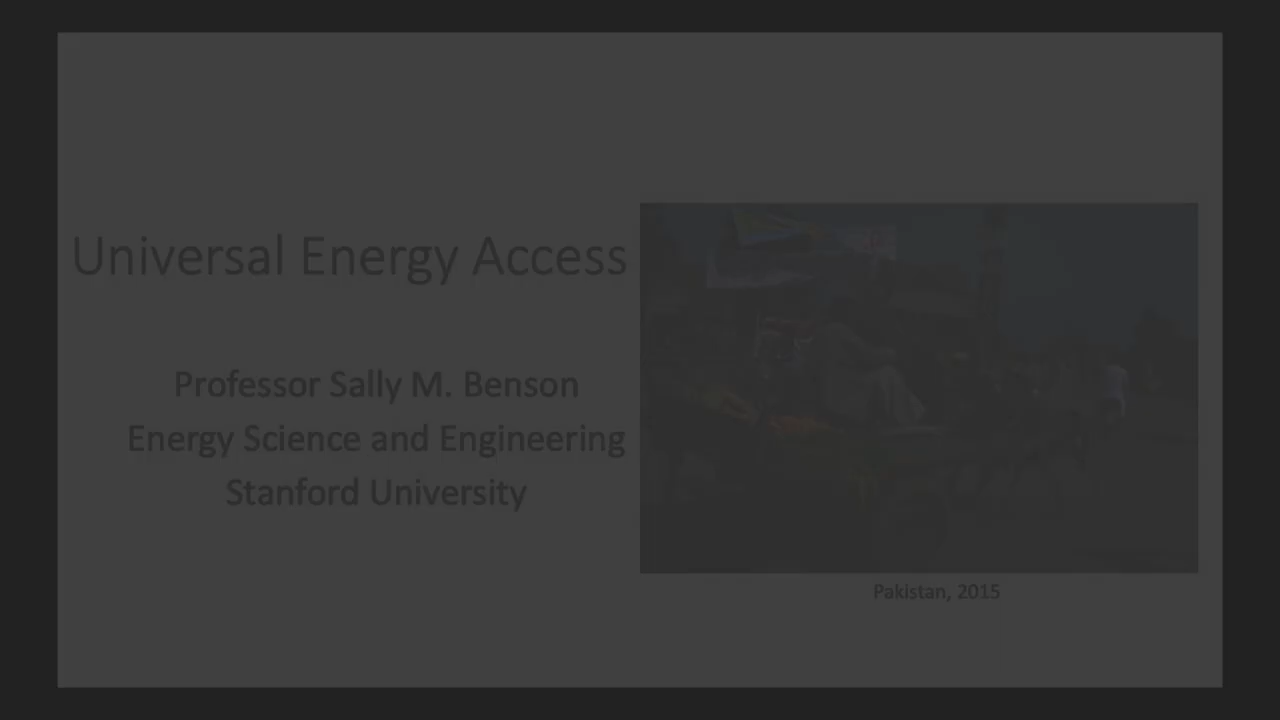 Universal Energy Access
Professor Sally M. Benson
Energy Science and Engineering
Stanford University
Pakistan, 2015